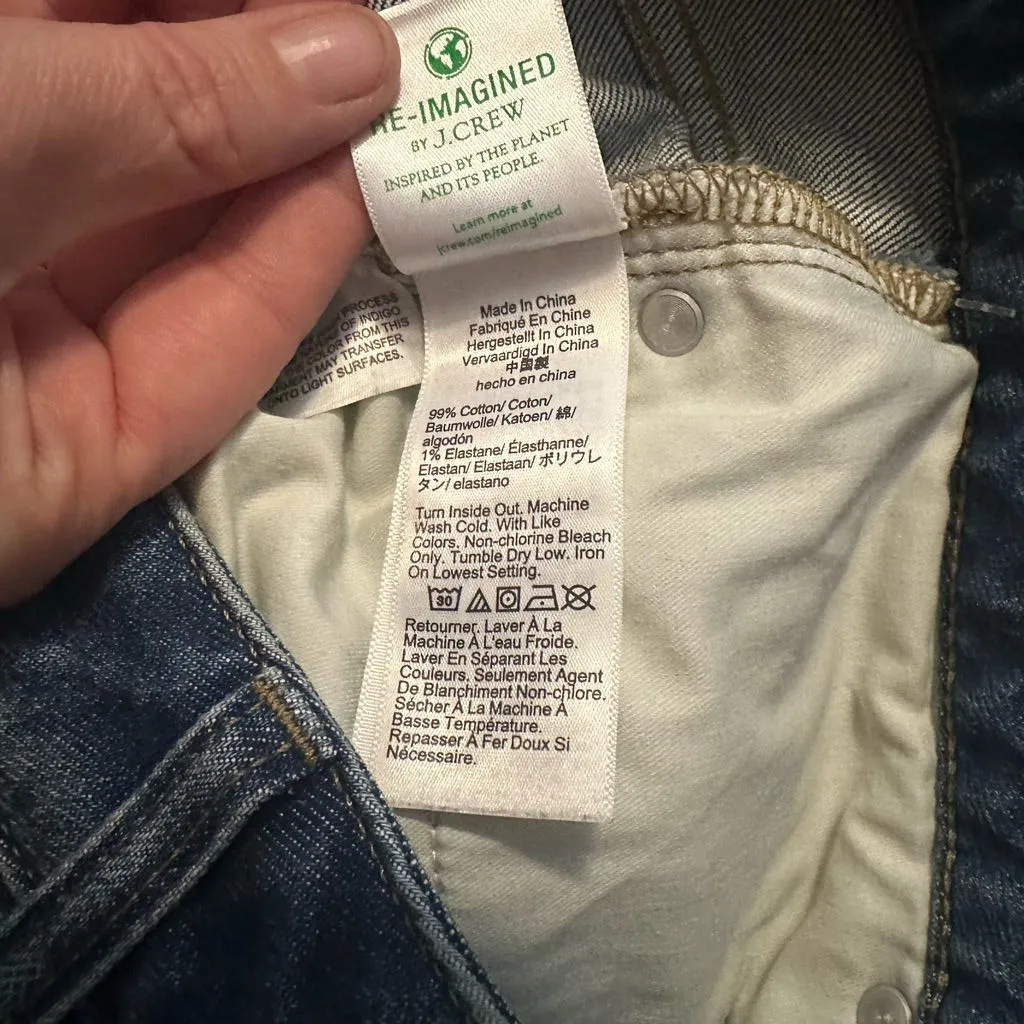 RE-IMAGINED
BY J.CREW
INSPIRED BY THE PLANET
AND ITS PEOPLE.
Learn more at
jcrew.com/reimagined
PROCESS
OF INDIGO
COLOR FROM THIS
MAY TRANSFER
ONTO LIGHT SURFACES.
Made In China
Fabriqué En Chine
Hergestellt In China
Vervaardigd In China
中国製
hecho en china
99% Cotton/ Coton/
Baumwolle/ Katoen/ 綿/
algodón
1% Elastane/ Élasthanne/
Elastan/ Elastaan/ ポリウレ
タン/ elastano
Turn Inside Out. Machine
Wash Cold. With Like
Colors. Non-chlorine Bleach
Only. Tumble Dry Low. Iron
On Lowest Setting.
30
Retourner. Laver À La
Machine À L'eau Froide.
Laver En Séparant Les
Couleurs. Seulement Agent
De Blanchiment Non-chlore.
Sécher À La Machine À
Basse Température.
Repasser À Fer Doux Si
Nécessaire.